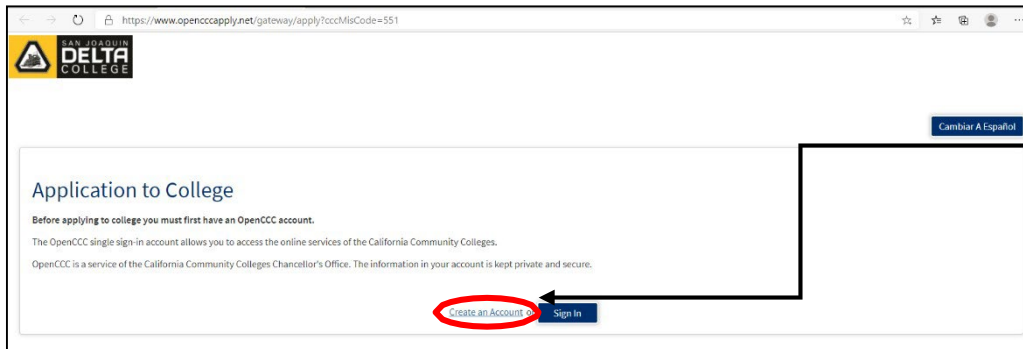 https://www.opencccapply.net/gateway/apply?cccMisCode=551
SAN JOAQUIN
DELTA
COLLEGE
Cambiar A Español
Application to College
Before applying to college you must first have an OpenCCC account.
The OpenCCC single sign-in account allows you to access the online services of the California Community Colleges.
OpenCCC is a service of the California Community Colleges Chancellor's Office. The information in your account is kept private and secure.
Create an Account or Sign In